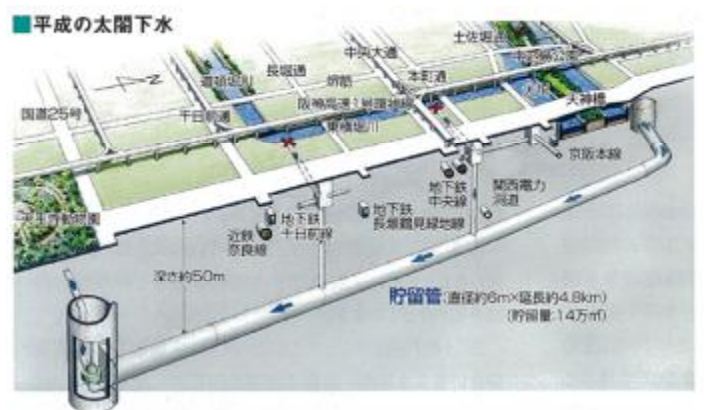 ■平成の太閤下水
土佐堀通
中央大通
長堀通
本町通
道頓堀川
堺筋
天神橋
阪神高速1号環状線
国道25号
千日前通
東横堀川
京阪本線
地下鉄
中央線
関西電力
洞道
天王寺動物園
地下鉄
千日前線
地下鉄
長堀鶴見緑地線
近鉄
奈良線
深さ約50m
貯留管(直径約6m×延長約4.8km)
(貯留量:14万㎥)